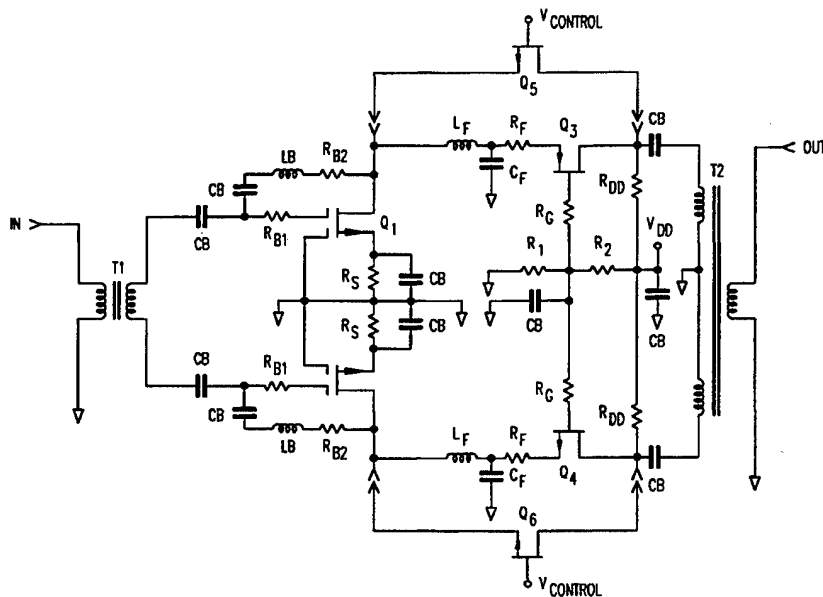 V CONTROL
Q5
LF
RF
Q3
CB
LB
RB2
CF
CB
T2
OUT
CB
RDD
IN
CB
RB1
Q1
RG
VDD
T1
R1
R2
RS
CB
CB
RS
CB
CB
CB
RB1
RG
CB
RDD
LB
RB2
LF
RF
CF
Q4
CB
Q6
V CONTROL